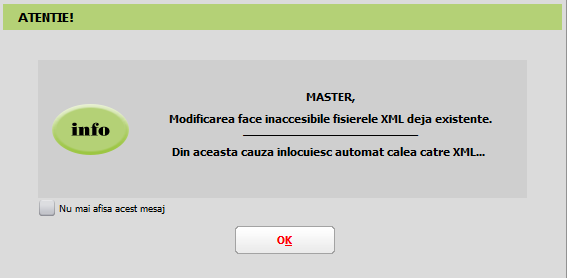 ATENTIE!
MASTER,
Modificarea face inaccesibile fisierele XML deja existente.
info
Din aceasta cauza inlocuiesc automat calea catre XML...
Nu mai afisa acest mesaj
OK